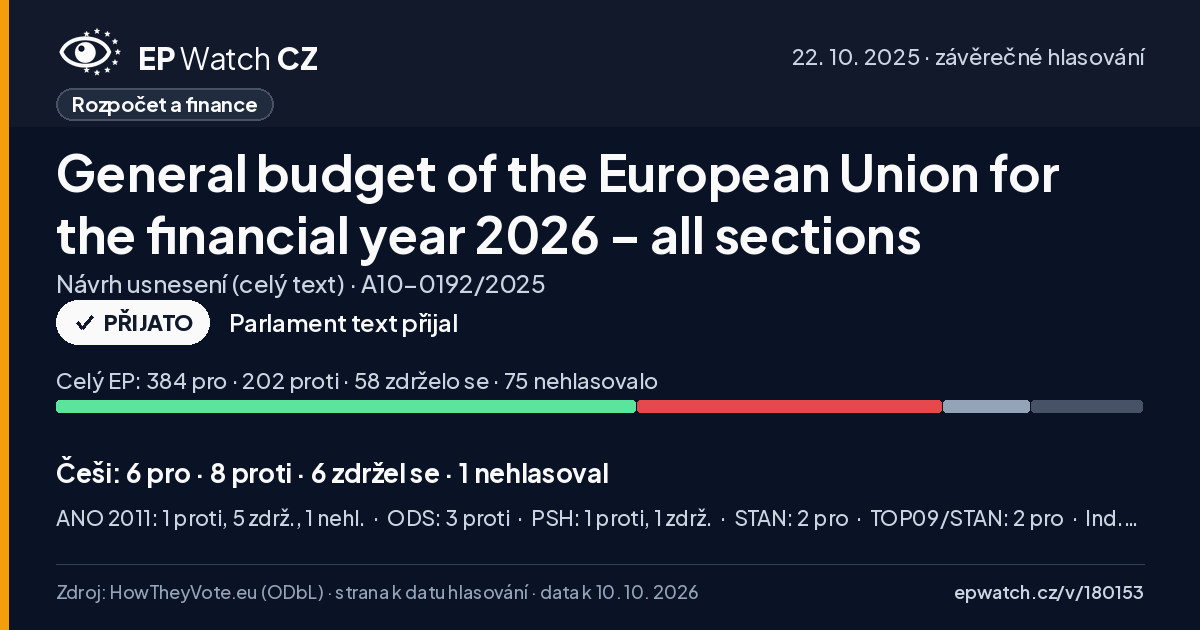 EP Watch CZ
22. 10. 2025 · závěrečné hlasování
Rozpočet a finance
General budget of the European Union for
the financial year 2026 – all sections
Návrh usnesení (celý text) · A10-0192/2025
✓ PŘIJATO Parlament text přijal
Celý EP: 384 pro · 202 proti · 58 zdrželo se · 75 nehlasovalo
Češi: 6 pro · 8 proti · 6 zdržel se · 1 nehlasoval
ANO 2011: 1 proti, 5 zdrž., 1 nehl. · ODS: 3 proti · PSH: 1 proti, 1 zdrž. · STAN: 2 pro · TOP09/STAN: 2 pro · Ind.…
Zdroj: HowTheyVote.eu (ODbL) · strana k datu hlasování · data k 10. 10. 2026
epwatch.cz/v/180153